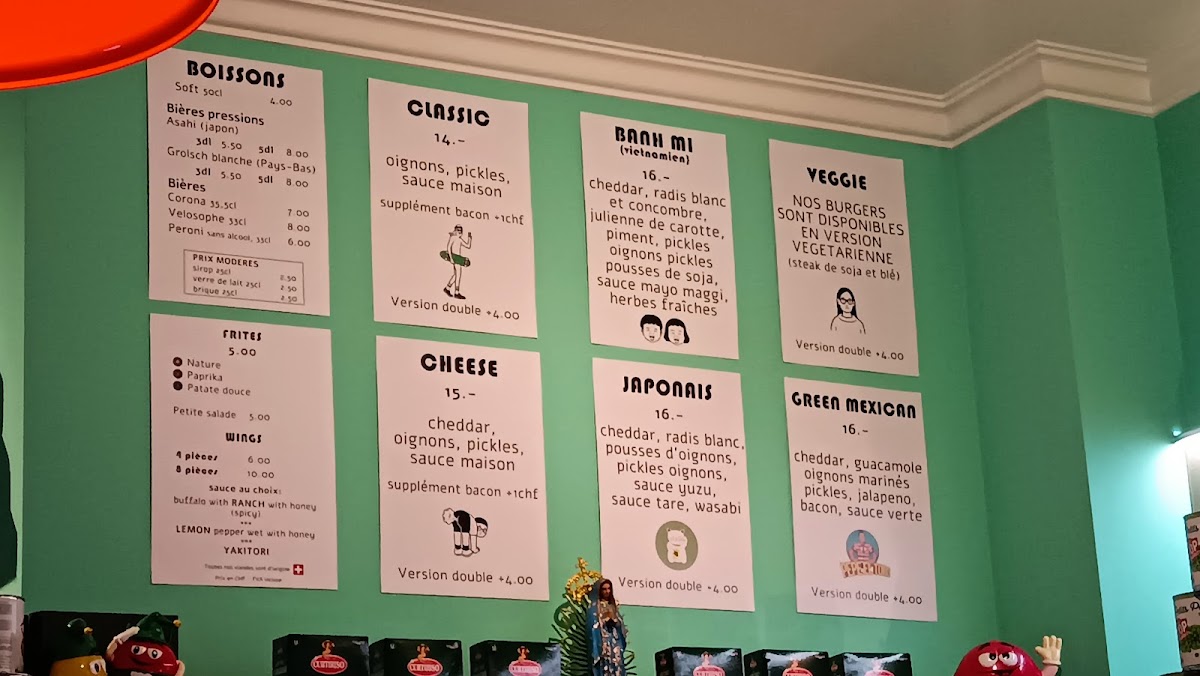 BOISSONS
Soft 50cl 4.00
Bières pressions
Asahi (japon)
3dl 5.50 5dl 8.00
Grolsch blanche (Pays-Bas)
3dl 5.50 5dl 8.00
Bières
Corona 35,5cl 7.00
Velosophe 33cl 8.00
Peroni sans alcool, 33cl 6.00
PRIX MODERES
sirop 25cl 2.50
verre de lait 25cl 2.50
brique 25cl 2.50
CLASSIC
14.-
oignons, pickles,
sauce maison
supplément bacon +1chf
Version double +4.00
BANH MI
(vietnamien)
16.-
cheddar, radis blanc
et concombre,
julienne de carotte,
piment, pickles
oignons pickles
pousses de soja,
sauce mayo maggi,
herbes fraîches
VEGGIE
NOS BURGERS
SONT DISPONIBLES
EN VERSION
VEGETARIENNE
(steak de soja et blé)
Version double +4.00
FRITES
5.00
Nature
Paprika
Patate douce
Petite salade 5.00
WINGS
4 pièces 6.00
8 pièces 10.00
sauce au choix:
buffalo with RANCH with honey
(spicy)
***
LEMON pepper wet with honey
***
YAKITORI
Toutes nos viandes sont d'origine
Prix en CHF TVA incluse
CHEESE
15.-
cheddar,
oignons, pickles,
sauce maison
supplément bacon +1chf
Version double +4.00
JAPONAIS
16.-
cheddar, radis blanc,
pousses d'oignons,
pickles oignons,
sauce yuzu,
sauce tare, wasabi
Version double +4.00
GREEN MEXICAN
16.-
cheddar, guacamole
oignons marinés
pickles, jalapeno,
bacon, sauce verte
Version double +4.00